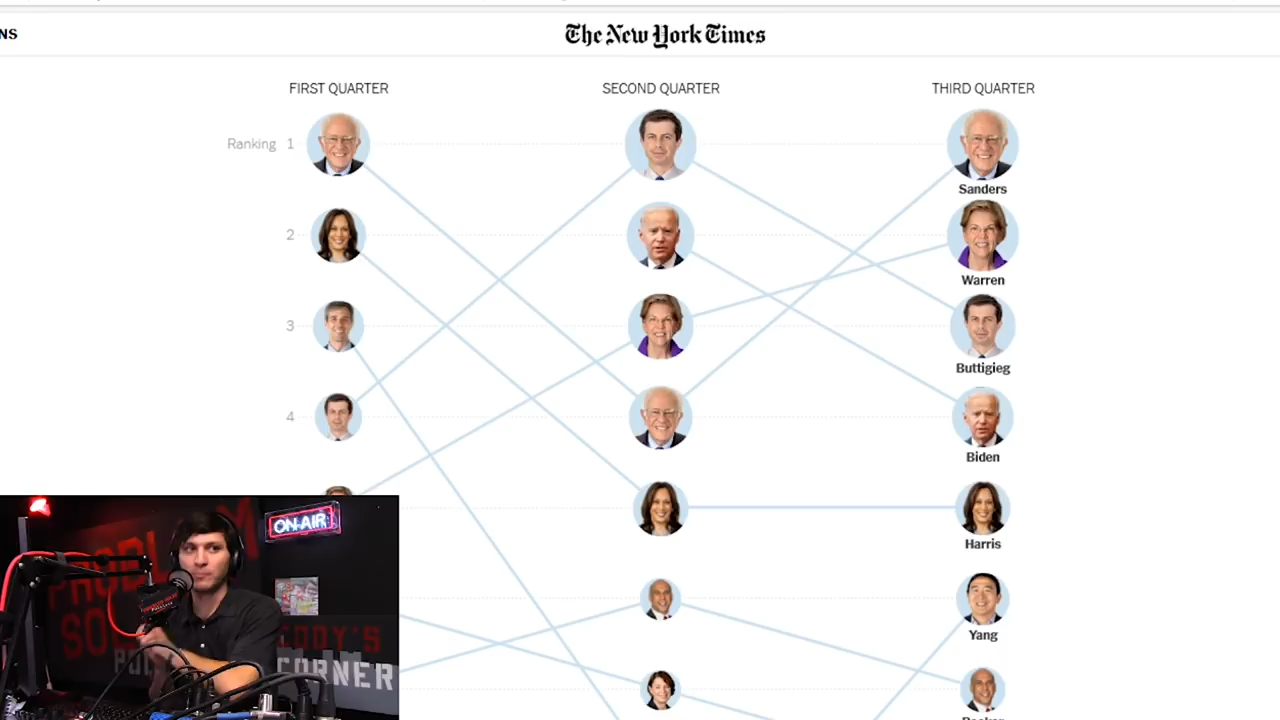 NS
The New York Times
FIRST QUARTER
SECOND QUARTER
THIRD QUARTER
Ranking 1
Sanders
2
Warren
3
Buttigieg
4
Biden
Harris
Yang
ON-AIR
CORNER